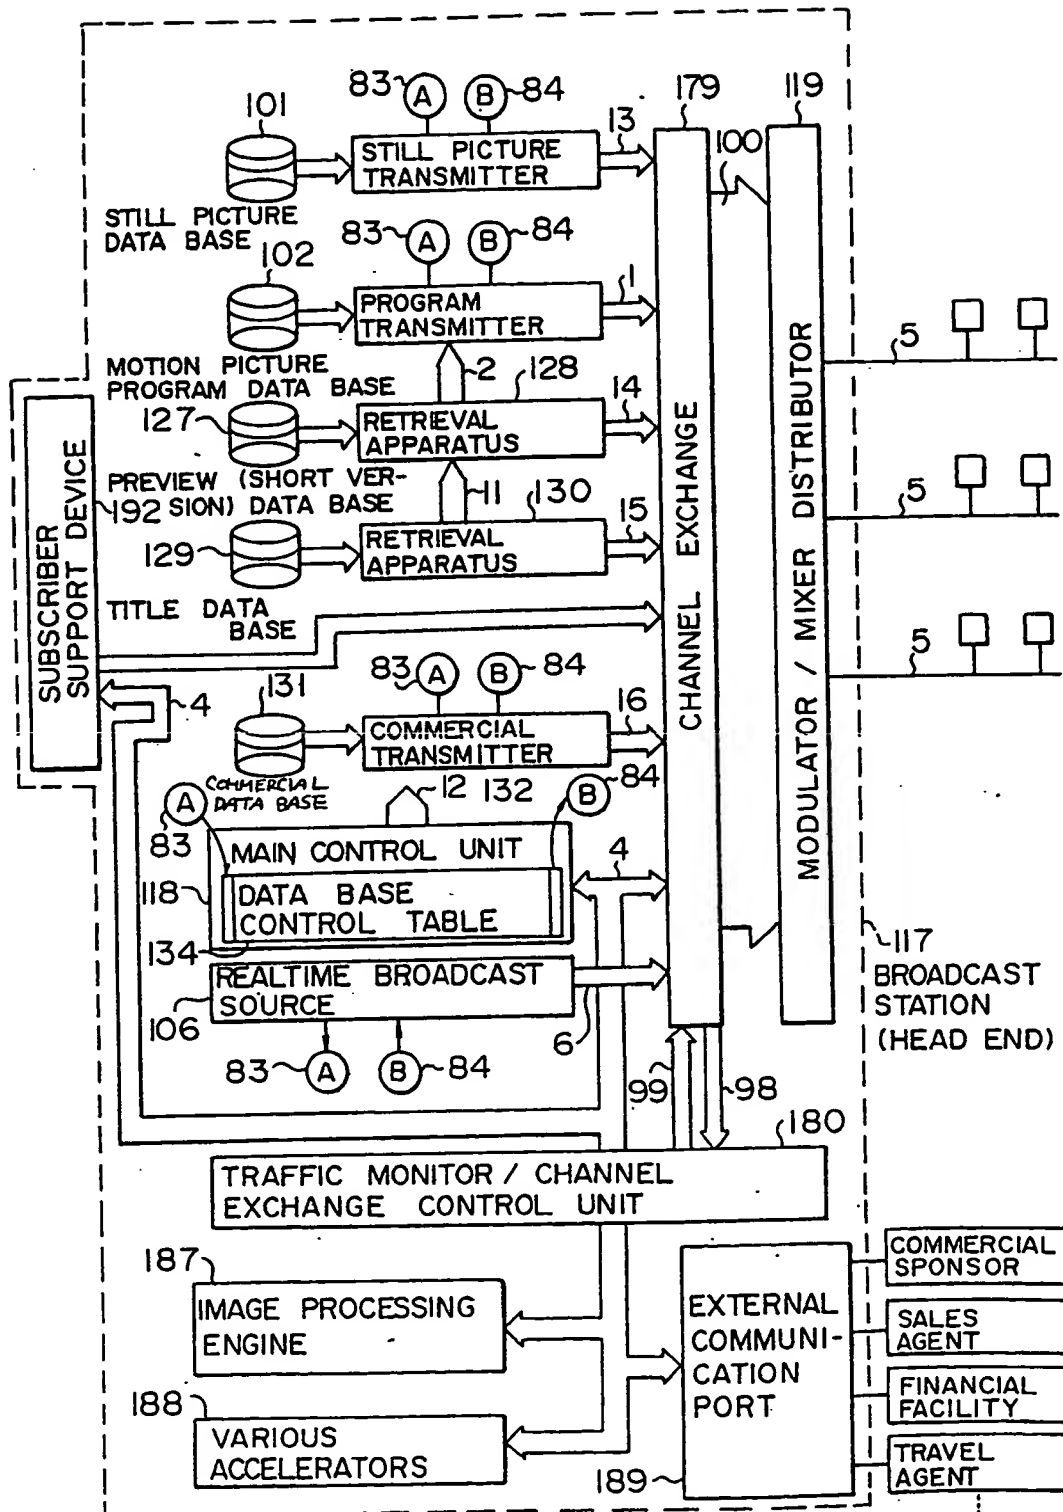 83 A B 84 179 119
101 13 100
STILL PICTURE
TRANSMITTER
STILL PICTURE
DATA BASE
83 A B 84
102 1
PROGRAM
TRANSMITTER
MOTION PICTURE
PROGRAM DATA BASE
2 128
127 14
RETRIEVAL
APPARATUS
PREVIEW (SHORT VER-
SION) DATA BASE
192
11 130
129 15
RETRIEVAL
APPARATUS
TITLE DATA
BASE
SUBSCRIBER
SUPPORT DEVICE
CHANNEL EXCHANGE
MODULATOR / MIXER DISTRIBUTOR
5
5
5
4
83 A B 84
131 16
COMMERCIAL
TRANSMITTER
COMMERCIAL
DATA BASE
12 132
A 83
B 84
MAIN CONTROL UNIT
118
DATA BASE
CONTROL TABLE
134
4
REALTIME BROADCAST
SOURCE
106
6
83 A B 84
99 98
117
BROADCAST
STATION
(HEAD END)
180
TRAFFIC MONITOR / CHANNEL
EXCHANGE CONTROL UNIT
187
IMAGE PROCESSING
ENGINE
188
VARIOUS
ACCELERATORS
EXTERNAL
COMMUNI-
CATION
PORT
189
COMMERCIAL
SPONSOR
SALES
AGENT
FINANCIAL
FACILITY
TRAVEL
AGENT